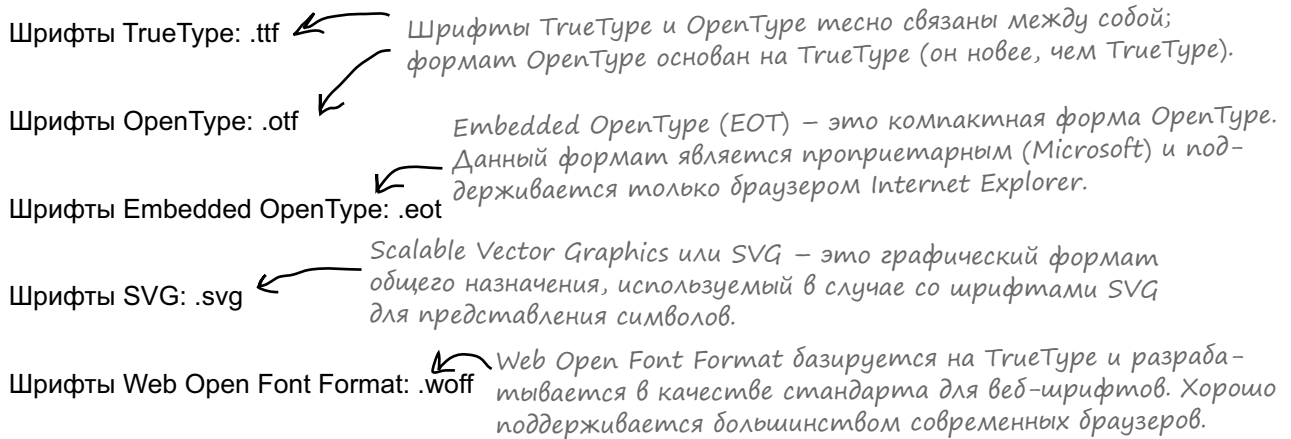 Шрифты TrueType: .ttf
Шрифты TrueType и OpenType тесно связаны между собой;
формат OpenType основан на TrueType (он новее, чем TrueType).
Шрифты OpenType: .otf
Embedded OpenType (EOT) – это компактная форма OpenType.
Данный формат является проприетарным (Microsoft) и под-
держивается только браузером Internet Explorer.
Шрифты Embedded OpenType: .eot
Scalable Vector Graphics или SVG – это графический формат
общего назначения, используемый в случае со шрифтами SVG
для представления символов.
Шрифты SVG: .svg
Web Open Font Format базируется на TrueType и разраба-
тывается в качестве стандарта для веб-шрифтов. Хорошо
поддерживается большинством современных браузеров.
Шрифты Web Open Font Format: .woff